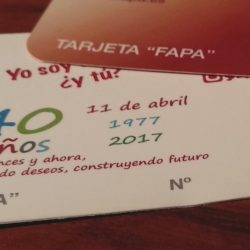 TARJETA "FAPA"
Yo soy
¿y tú?
40
años
11 de abril
1977
2017
nces y ahora,
do deseos, construyendo futuro
A"
Nº